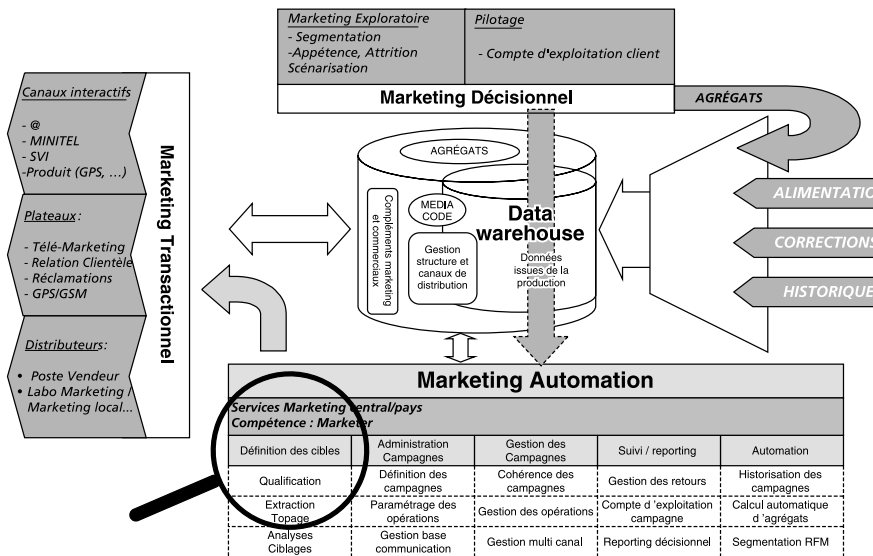 Marketing Exploratoire
- Segmentation
-Appétence, Attrition
Scénarisation
Pilotage
- Compte d'exploitation client
Marketing Décisionnel
AGRÉGATS
Canaux interactifs
- @
- MINITEL
- SVI
-Produit (GPS, …)
Plateaux :
- Télé-Marketing
- Relation Clientèle
- Réclamations
- GPS/GSM
Distributeurs:
• Poste Vendeur
• Labo Marketing /
Marketing local...
Marketing Transactionnel
AGRÉGATS
Compléments marketing
et commerciaux
MEDIA
CODE
Gestion
structure et
canaux de
distribution
Data
warehouse
Données
issues de la
production
ALIMENTATIO
CORRECTIONS
HISTORIQUE
Marketing Automation
Services Marketing central/pays
Compétence : Marketer
Définition des cibles
Administration
Campagnes
Gestion des
Campagnes
Suivi / reporting
Automation
Qualification
Définition des
campagnes
Cohérence des
campagnes
Gestion des retours
Historisation des
campagnes
Extraction
Topage
Paramétrage des
opérations
Gestion des opérations
Compte d 'exploitation
campagne
Calcul automatique
d 'agrégats
Analyses
Ciblages
Gestion base
communication
Gestion multi canal
Reporting décisionnel
Segmentation RFM